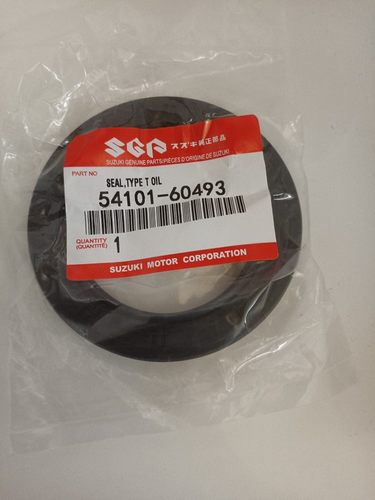 SGP スズキ純正部品
SUZUKI GENUINE PARTS/PIÈCES D'ORIGINE DE SUZUKI
PART NO
SEAL,TYPE T OIL
54101-60493
QUANTITY
(QUANTITÉ)
1
SUZUKI MOTOR CORPORATION